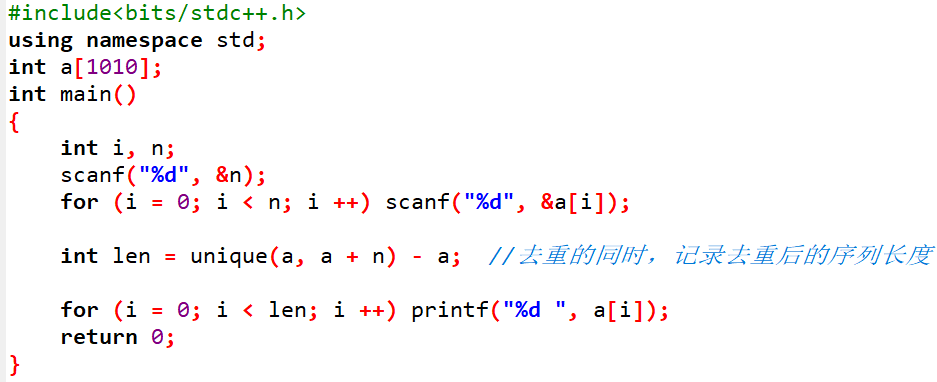 #include<bits/stdc++.h>
using namespace std;
int a[1010];
int main()
{
    int i, n;
    scanf("%d", &n);
    for (i = 0; i < n; i ++) scanf("%d", &a[i]);

    int len = unique(a, a + n) - a;  //去重的同时，记录去重后的序列长度

    for (i = 0; i < len; i ++) printf("%d ", a[i]);
    return 0;
}